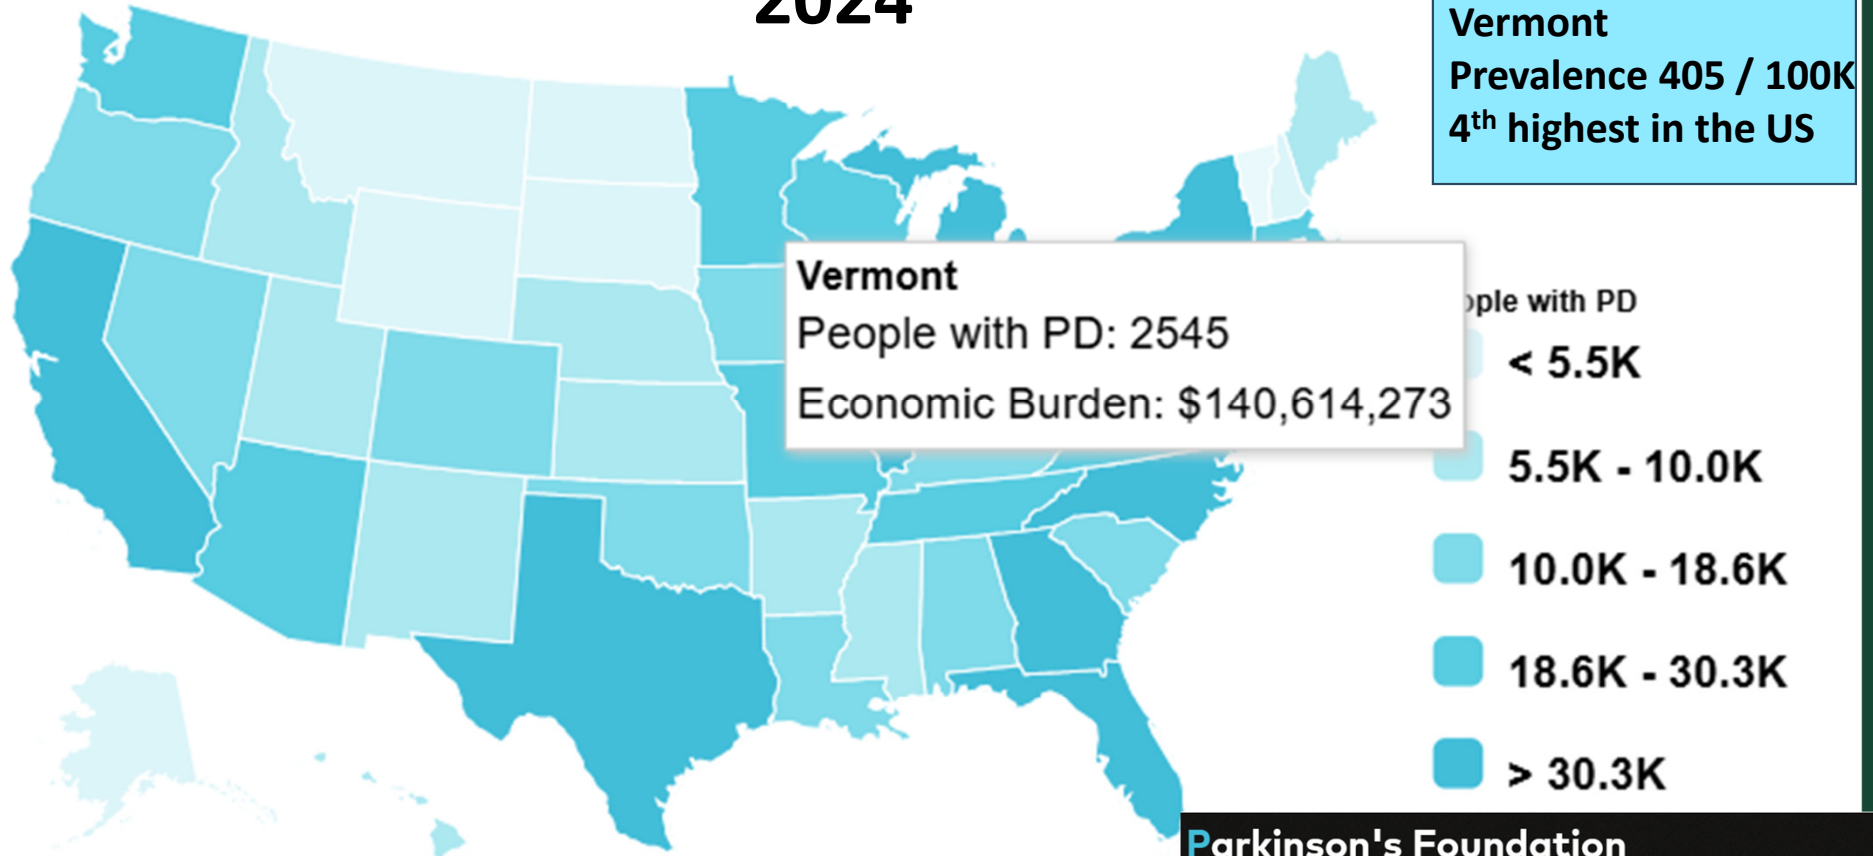 2024
Vermont
Prevalence 405 / 100K
4th highest in the US
Vermont
People with PD: 2545
Economic Burden: $140,614,273
with PD
< 5.5K
5.5K - 10.0K
10.0K - 18.6K
18.6K - 30.3K
> 30.3K
Parkinson's Foundation